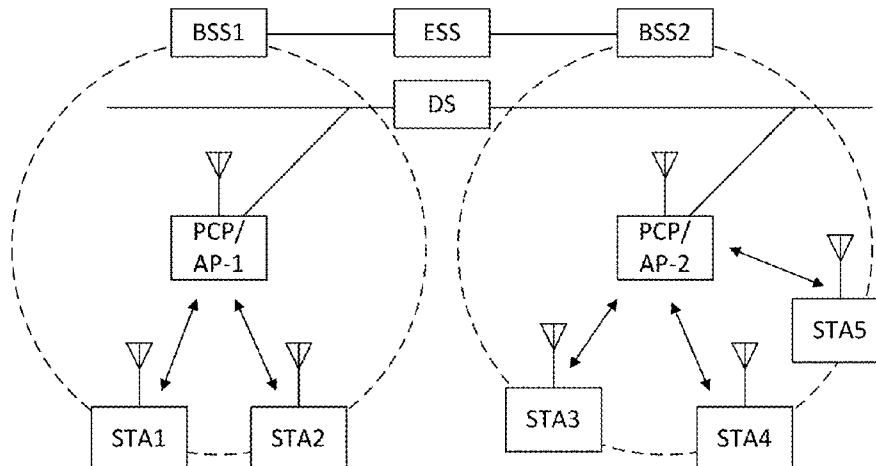 BSS1
ESS
BSS2
DS
PCP/
AP-1
PCP/
AP-2
STA5
STA3
STA1
STA2
STA4